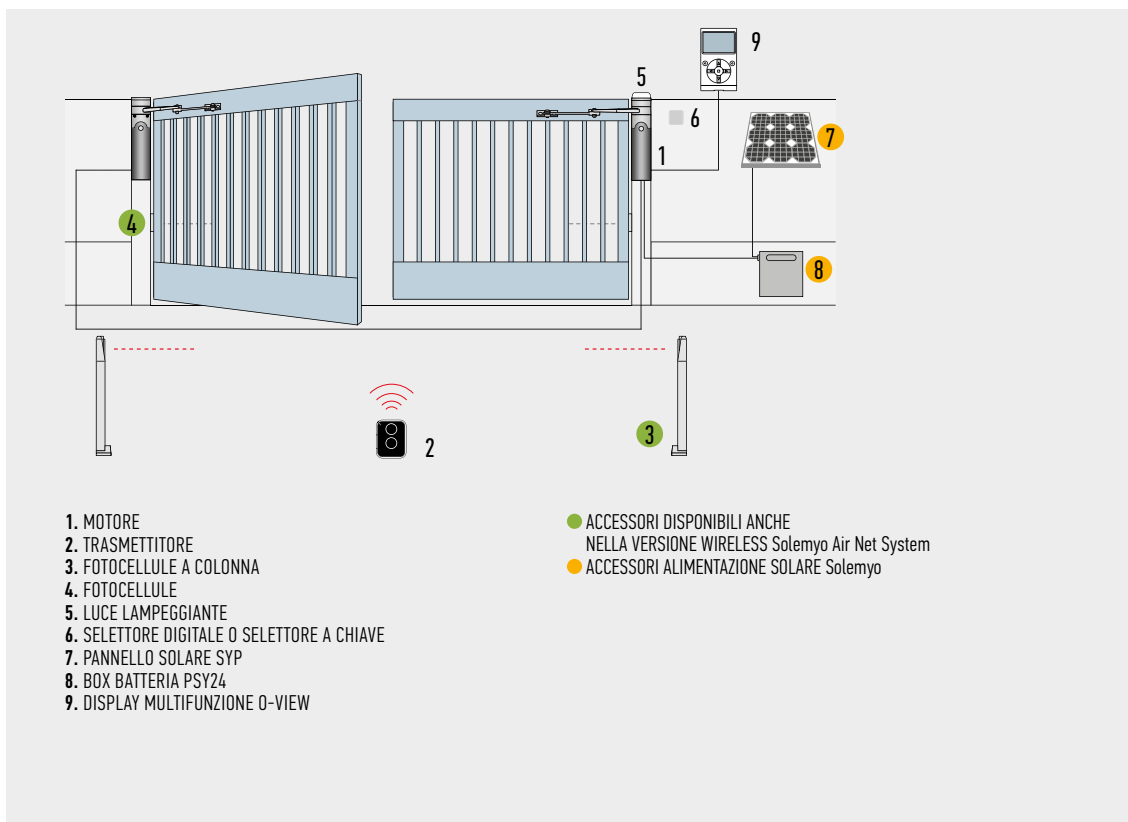 9
5
6
7
1
4
8
3
2
1. MOTORE
2. TRASMETTITORE
3. FOTOCELLULE A COLONNA
4. FOTOCELLULE
5. LUCE LAMPEGGIANTE
6. SELETTORE DIGITALE O SELETTORE A CHIAVE
7. PANNELLO SOLARE SYP
8. BOX BATTERIA PSY24
9. DISPLAY MULTIFUNZIONE O-VIEW
ACCESSORI DISPONIBILI ANCHE
NELLA VERSIONE WIRELESS Solemyo Air Net System
ACCESSORI ALIMENTAZIONE SOLARE Solemyo